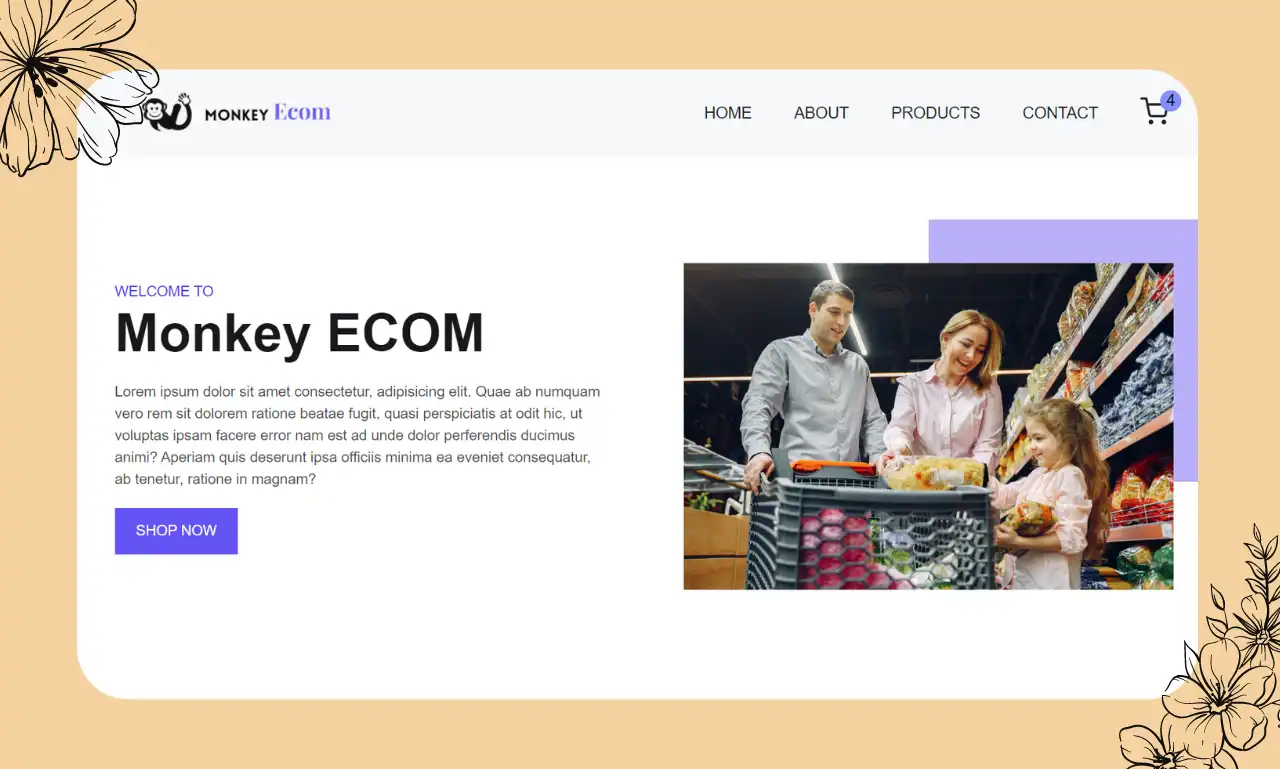 MONKEY Ecom
HOME ABOUT PRODUCTS CONTACT 4
WELCOME TO
Monkey ECOM
Lorem ipsum dolor sit amet consectetur, adipisicing elit. Quae ab numquam
vero rem sit dolorem ratione beatae fugit, quasi perspiciatis at odit hic, ut
voluptas ipsam facere error nam est ad unde dolor perferendis ducimus
animi? Aperiam quis deserunt ipsa officiis minima ea eveniet consequatur,
ab tenetur, ratione in magnam?
SHOP NOW